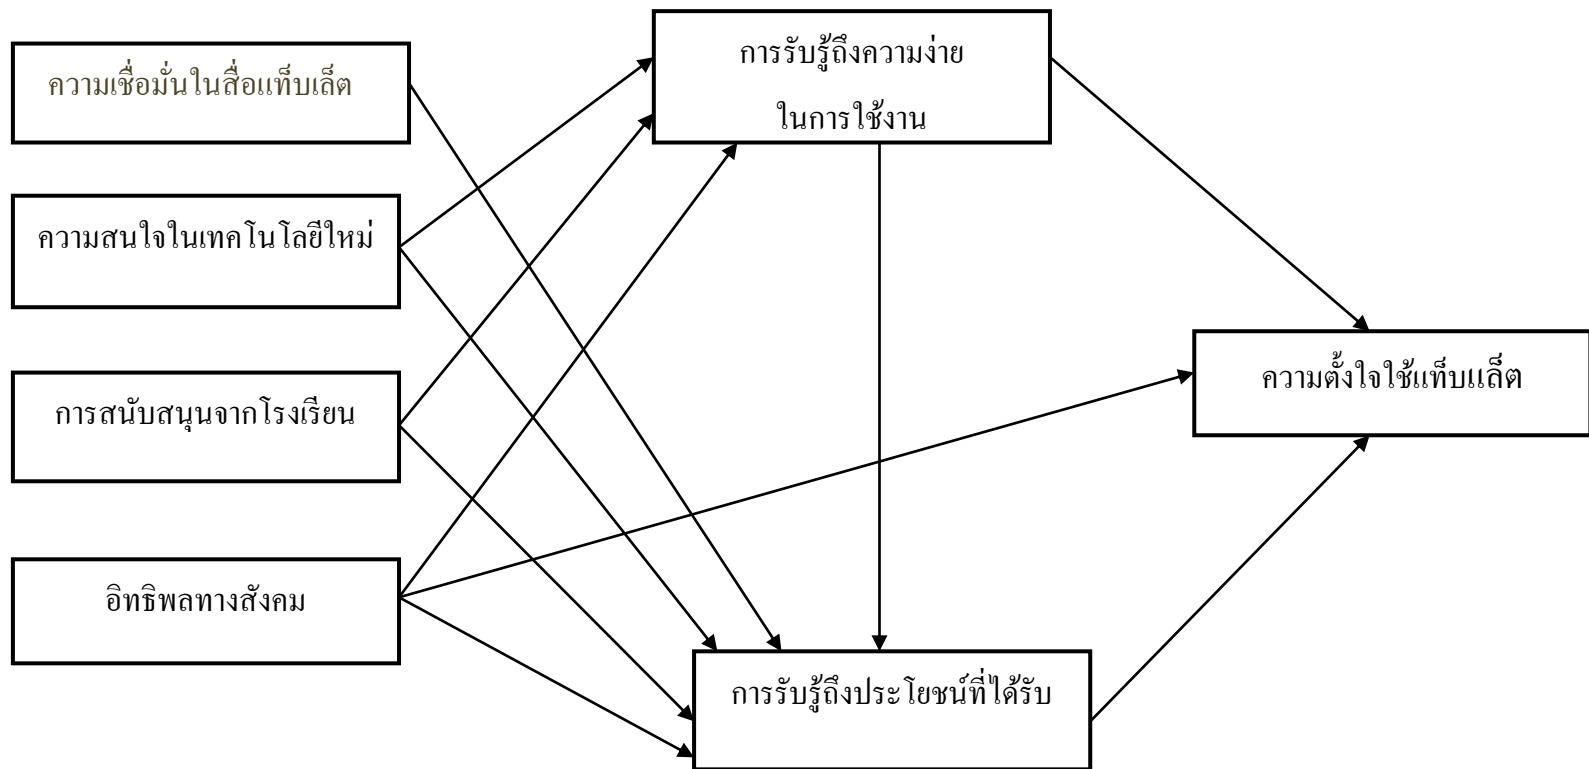 ความเชื่อมั่นในสื่อแท็บเล็ต
การรับรู้ถึงความง่าย
ในการใช้งาน
ความสนใจในเทคโนโลยีใหม่
การสนับสนุนจากโรงเรียน
ความตั้งใจใช้แท็บแล็ต
อิทธิพลทางสังคม
การรับรู้ถึงประโยชน์ที่ได้รับ